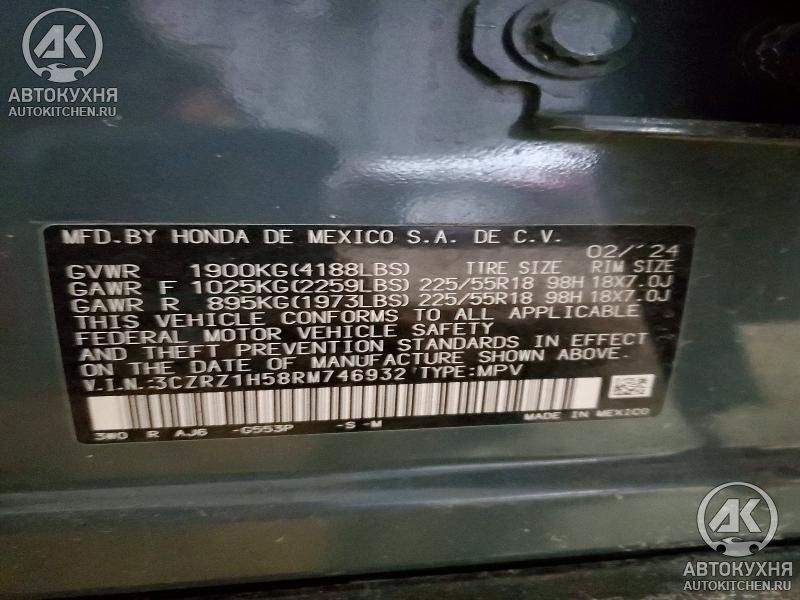 АК
АВТОКУХНЯ
AUTOKITCHEN.RU
MFD.BY HONDA DE MEXICO S.A. DE C.V.
02/'24
GVWR 1900KG(4188LBS) TIRE SIZE RIM SIZE
GAWR F 1025KG(2259LBS) 225/55R18 98H 18X7.0J
GAWR R 895KG(1973LBS) 225/55R18 98H 18X7.0J
THIS VEHICLE CONFORMS TO ALL APPLICABLE
FEDERAL MOTOR VEHICLE SAFETY
AND THEFT PREVENTION STANDARDS IN EFFECT
ON THE DATE OF MANUFACTURE SHOWN ABOVE.
V.I.N.:3CZRZ1H58RM746932 TYPE:MPV
3W0 R AJ6 -G553P -S -M
MADE IN MEXICO
АК
АВТОКУХНЯ
AUTOKITCHEN.RU